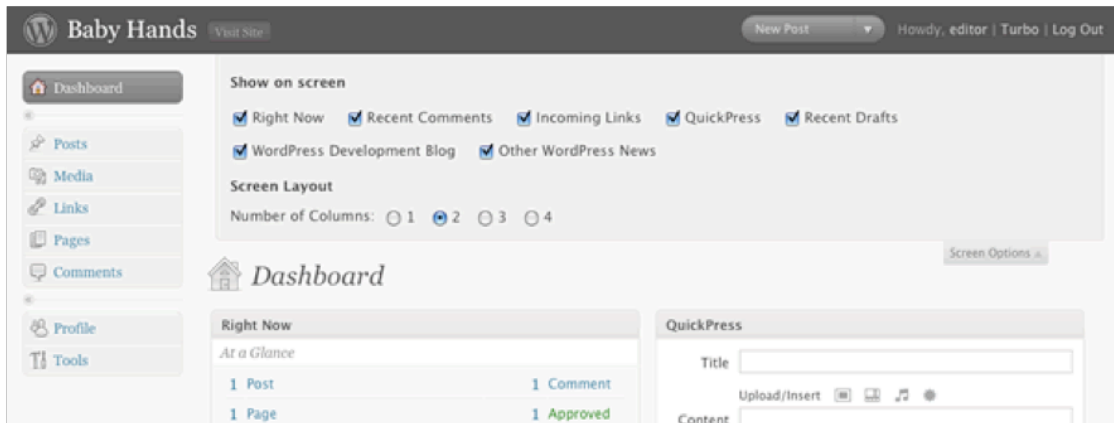 Baby Hands Visit Site New Post Howdy, editor | Turbo | Log Out
Dashboard
Posts
Media
Links
Pages
Comments
Profile
Tools
Show on screen
Right Now Recent Comments Incoming Links QuickPress Recent Drafts
WordPress Development Blog Other WordPress News
Screen Layout
Number of Columns: 1 2 3 4
Screen Options
Dashboard
Right Now
At a Glance
1 Post 1 Comment
1 Page 1 Approved
QuickPress
Title
Upload/Insert
Content